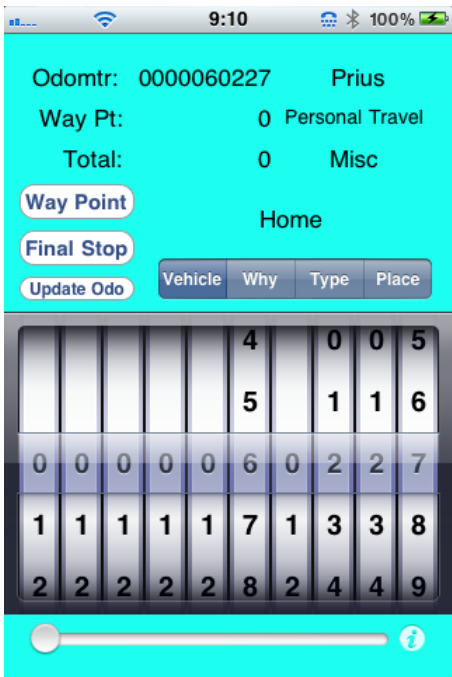 9:10 100%
Odomtr: 0000060227 Prius
Way Pt: 0 Personal Travel
Total: 0 Misc
Way Point
Home
Final Stop
Update Odo Vehicle Why Type Place
4 0 0 5
5 1 1 6
0 0 0 0 0 6 0 2 2 7
1 1 1 1 1 7 1 3 3 8
2 2 2 2 2 8 2 4 4 9
i